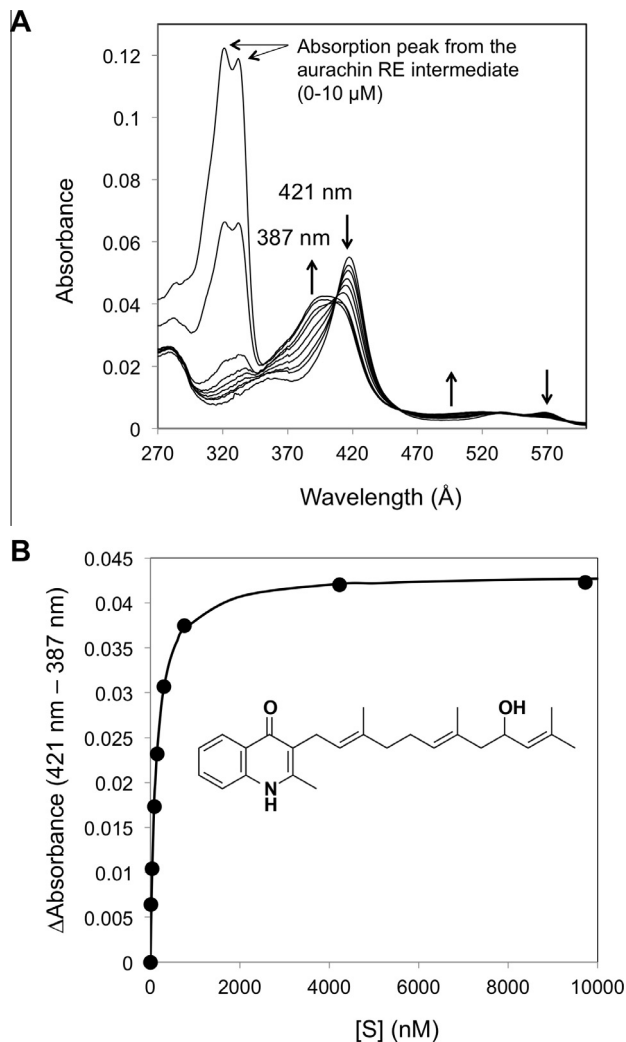 A
Absorption peak from the
aurachin RE intermediate
(0-10 µM)
421 nm
387 nm
Absorbance
0.12
0.1
0.08
0.06
0.04
0.02
0
270
320
370
420
470
520
570
Wavelength (Å)
B
ΔAbsorbance (421 nm – 387 nm)
0.045
0.04
0.035
0.03
0.025
0.02
0.015
0.01
0.005
0
O
OH
N
H
0
2000
4000
6000
8000
10000
[S] (nM)